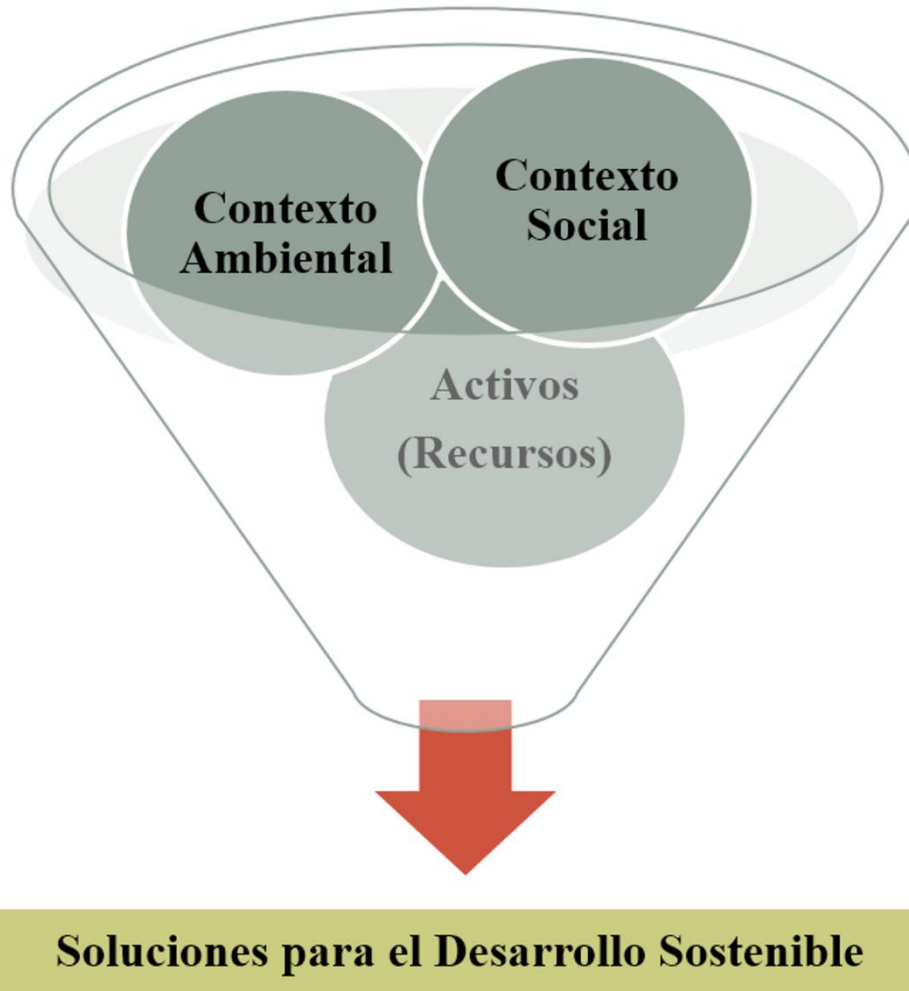 Contexto
Ambiental
Contexto
Social
Activos
(Recursos)
Soluciones para el Desarrollo Sostenible